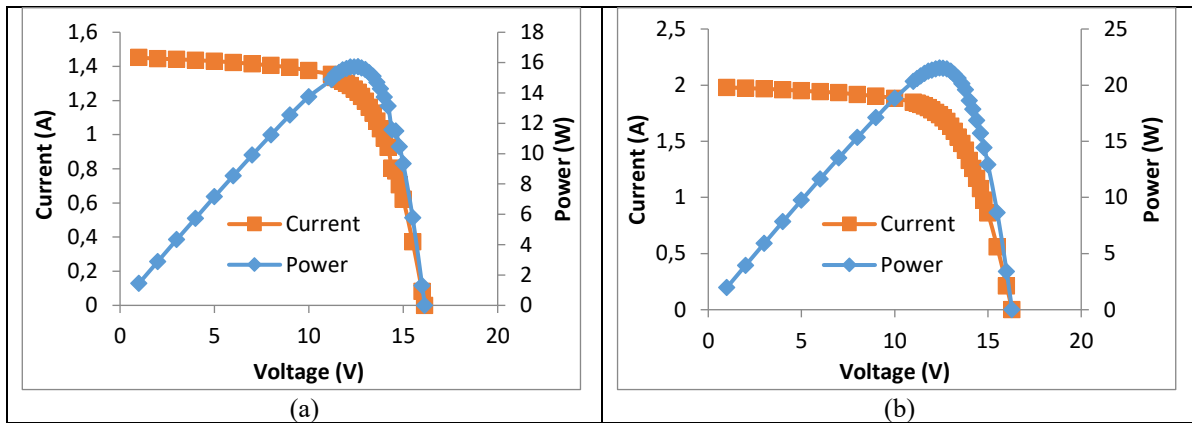 1,6
1,4
1,2
1
0,8
0,6
0,4
0,2
0
Current (A)
18
16
14
12
10
8
6
4
2
0
Power (W)
Current
Power
0 5 10 15 20
Voltage (V)
(a)
2,5
2
1,5
1
0,5
0
Current (A)
25
20
15
10
5
0
Power (W)
Current
Power
0 5 10 15 20
Voltage (V)
(b)